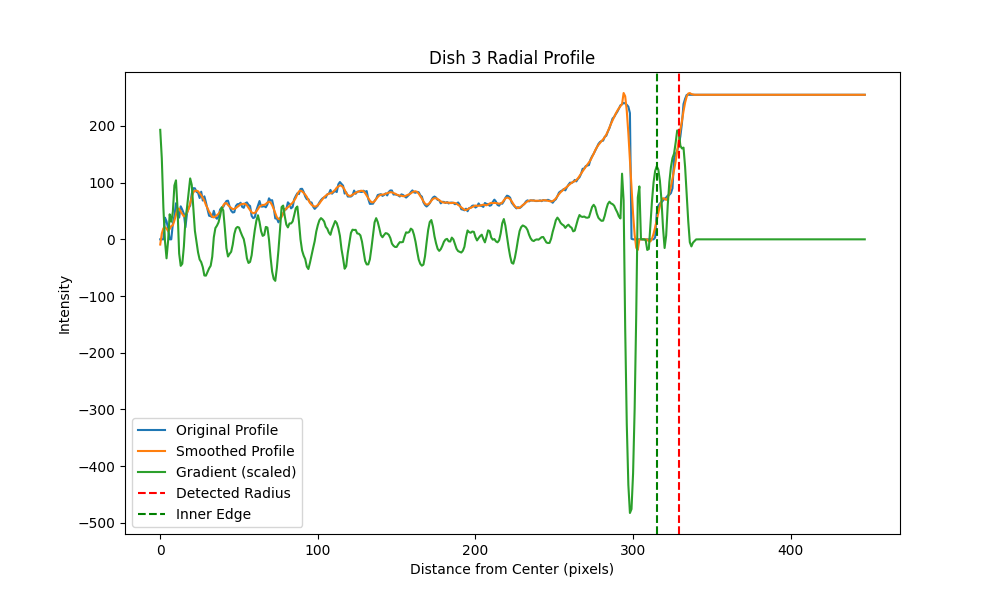 Dish 3 Radial Profile
200
100
0
−100
−200
−300
−400
−500
Intensity
Original Profile
Smoothed Profile
Gradient (scaled)
Detected Radius
Inner Edge
0
100
200
300
400
Distance from Center (pixels)